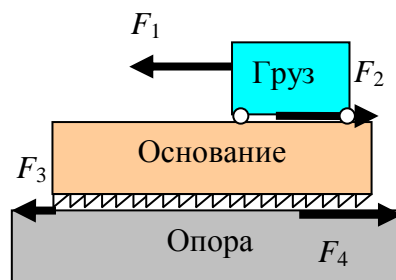 F1
Груз
F2
Основание
F3
Опора
F4